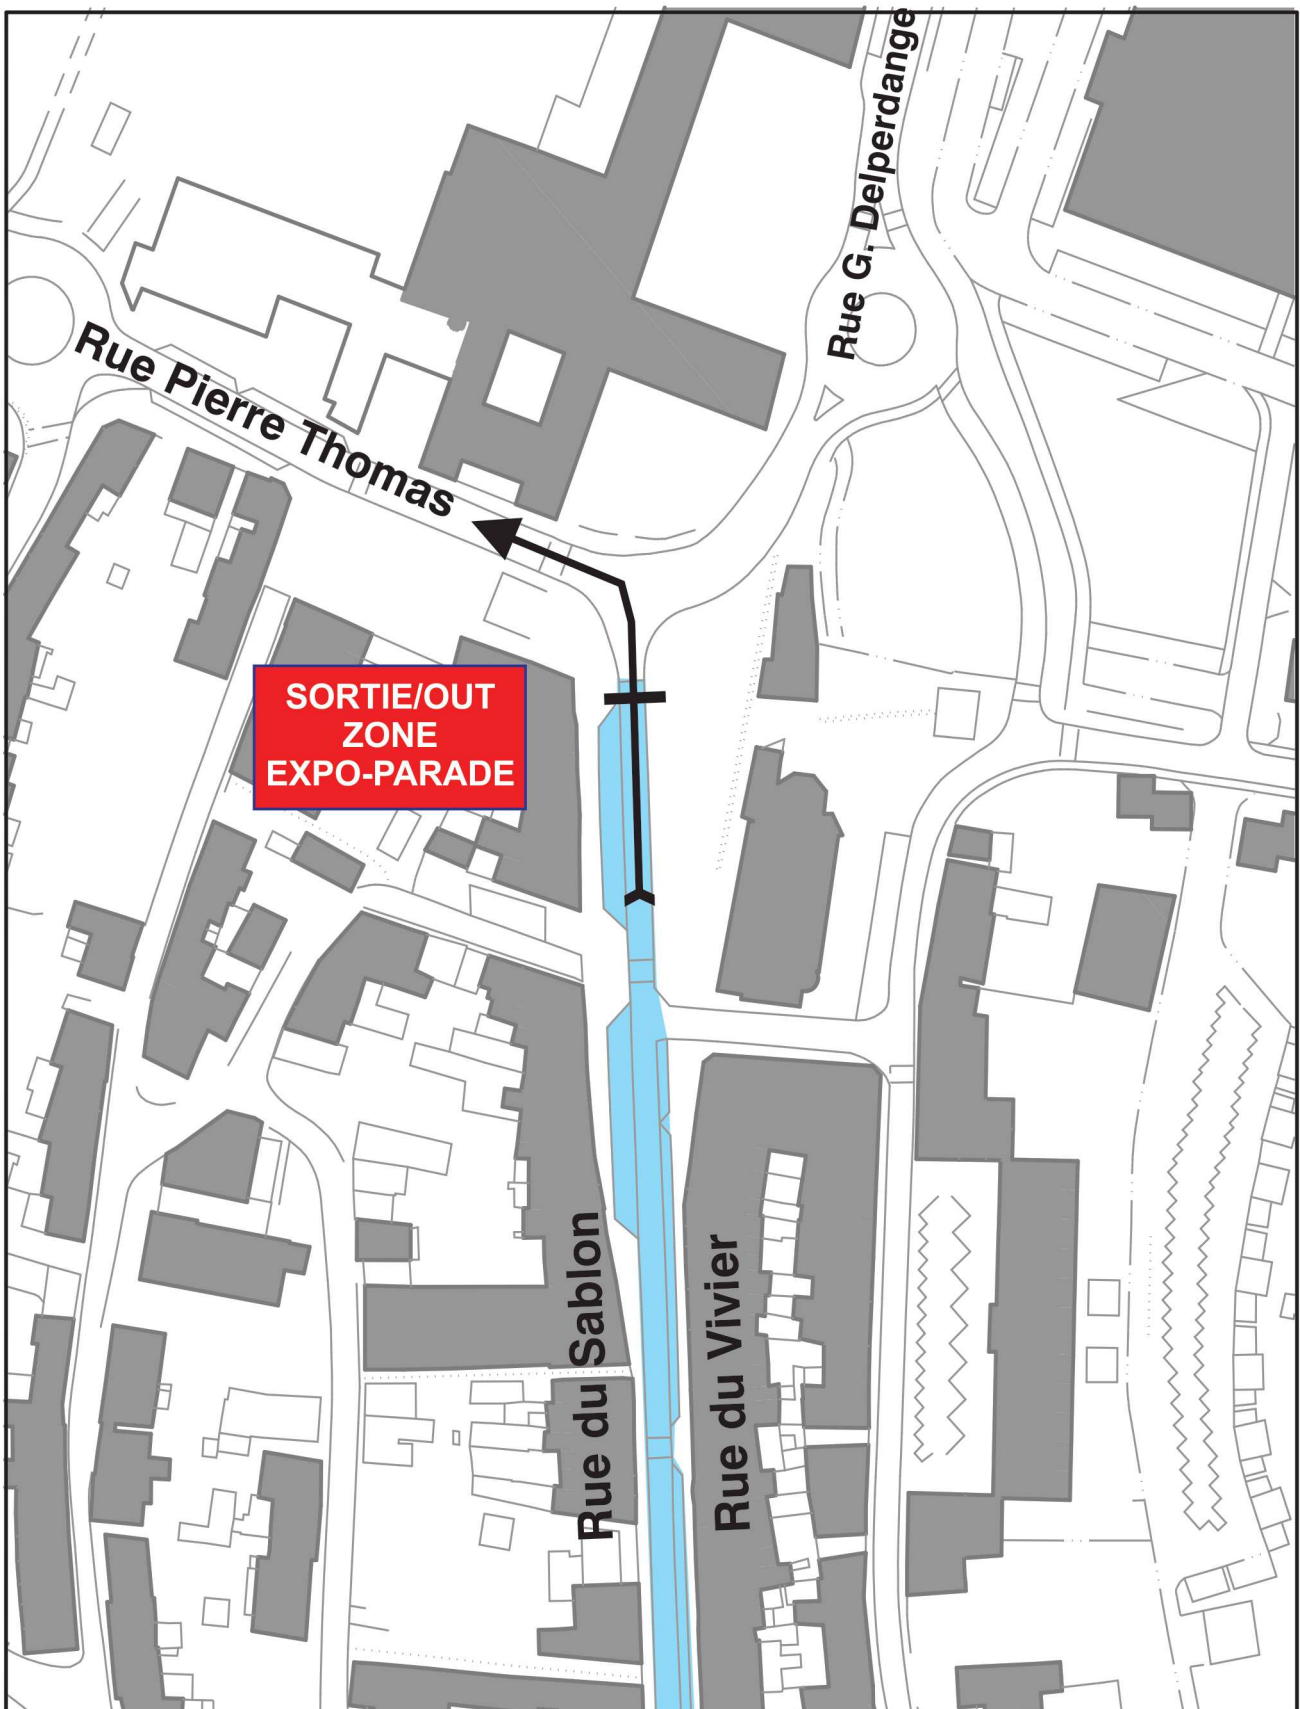 Rue G. Delperdange
Rue Pierre Thomas
SORTIE/OUT
ZONE
EXPO-PARADE
Rue du Sablon
Rue du Vivier